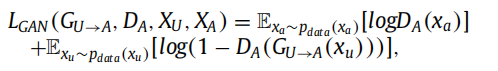 L_{GAN}(G_{U→A}, D_A, X_U, X_A) = 𝔼_{x_a∼p_{data}(x_a)}[logD_A(x_a)]
+𝔼_{x_u∼p_{data}(x_u)}[log(1 − D_A(G_{U→A}(x_u)))],